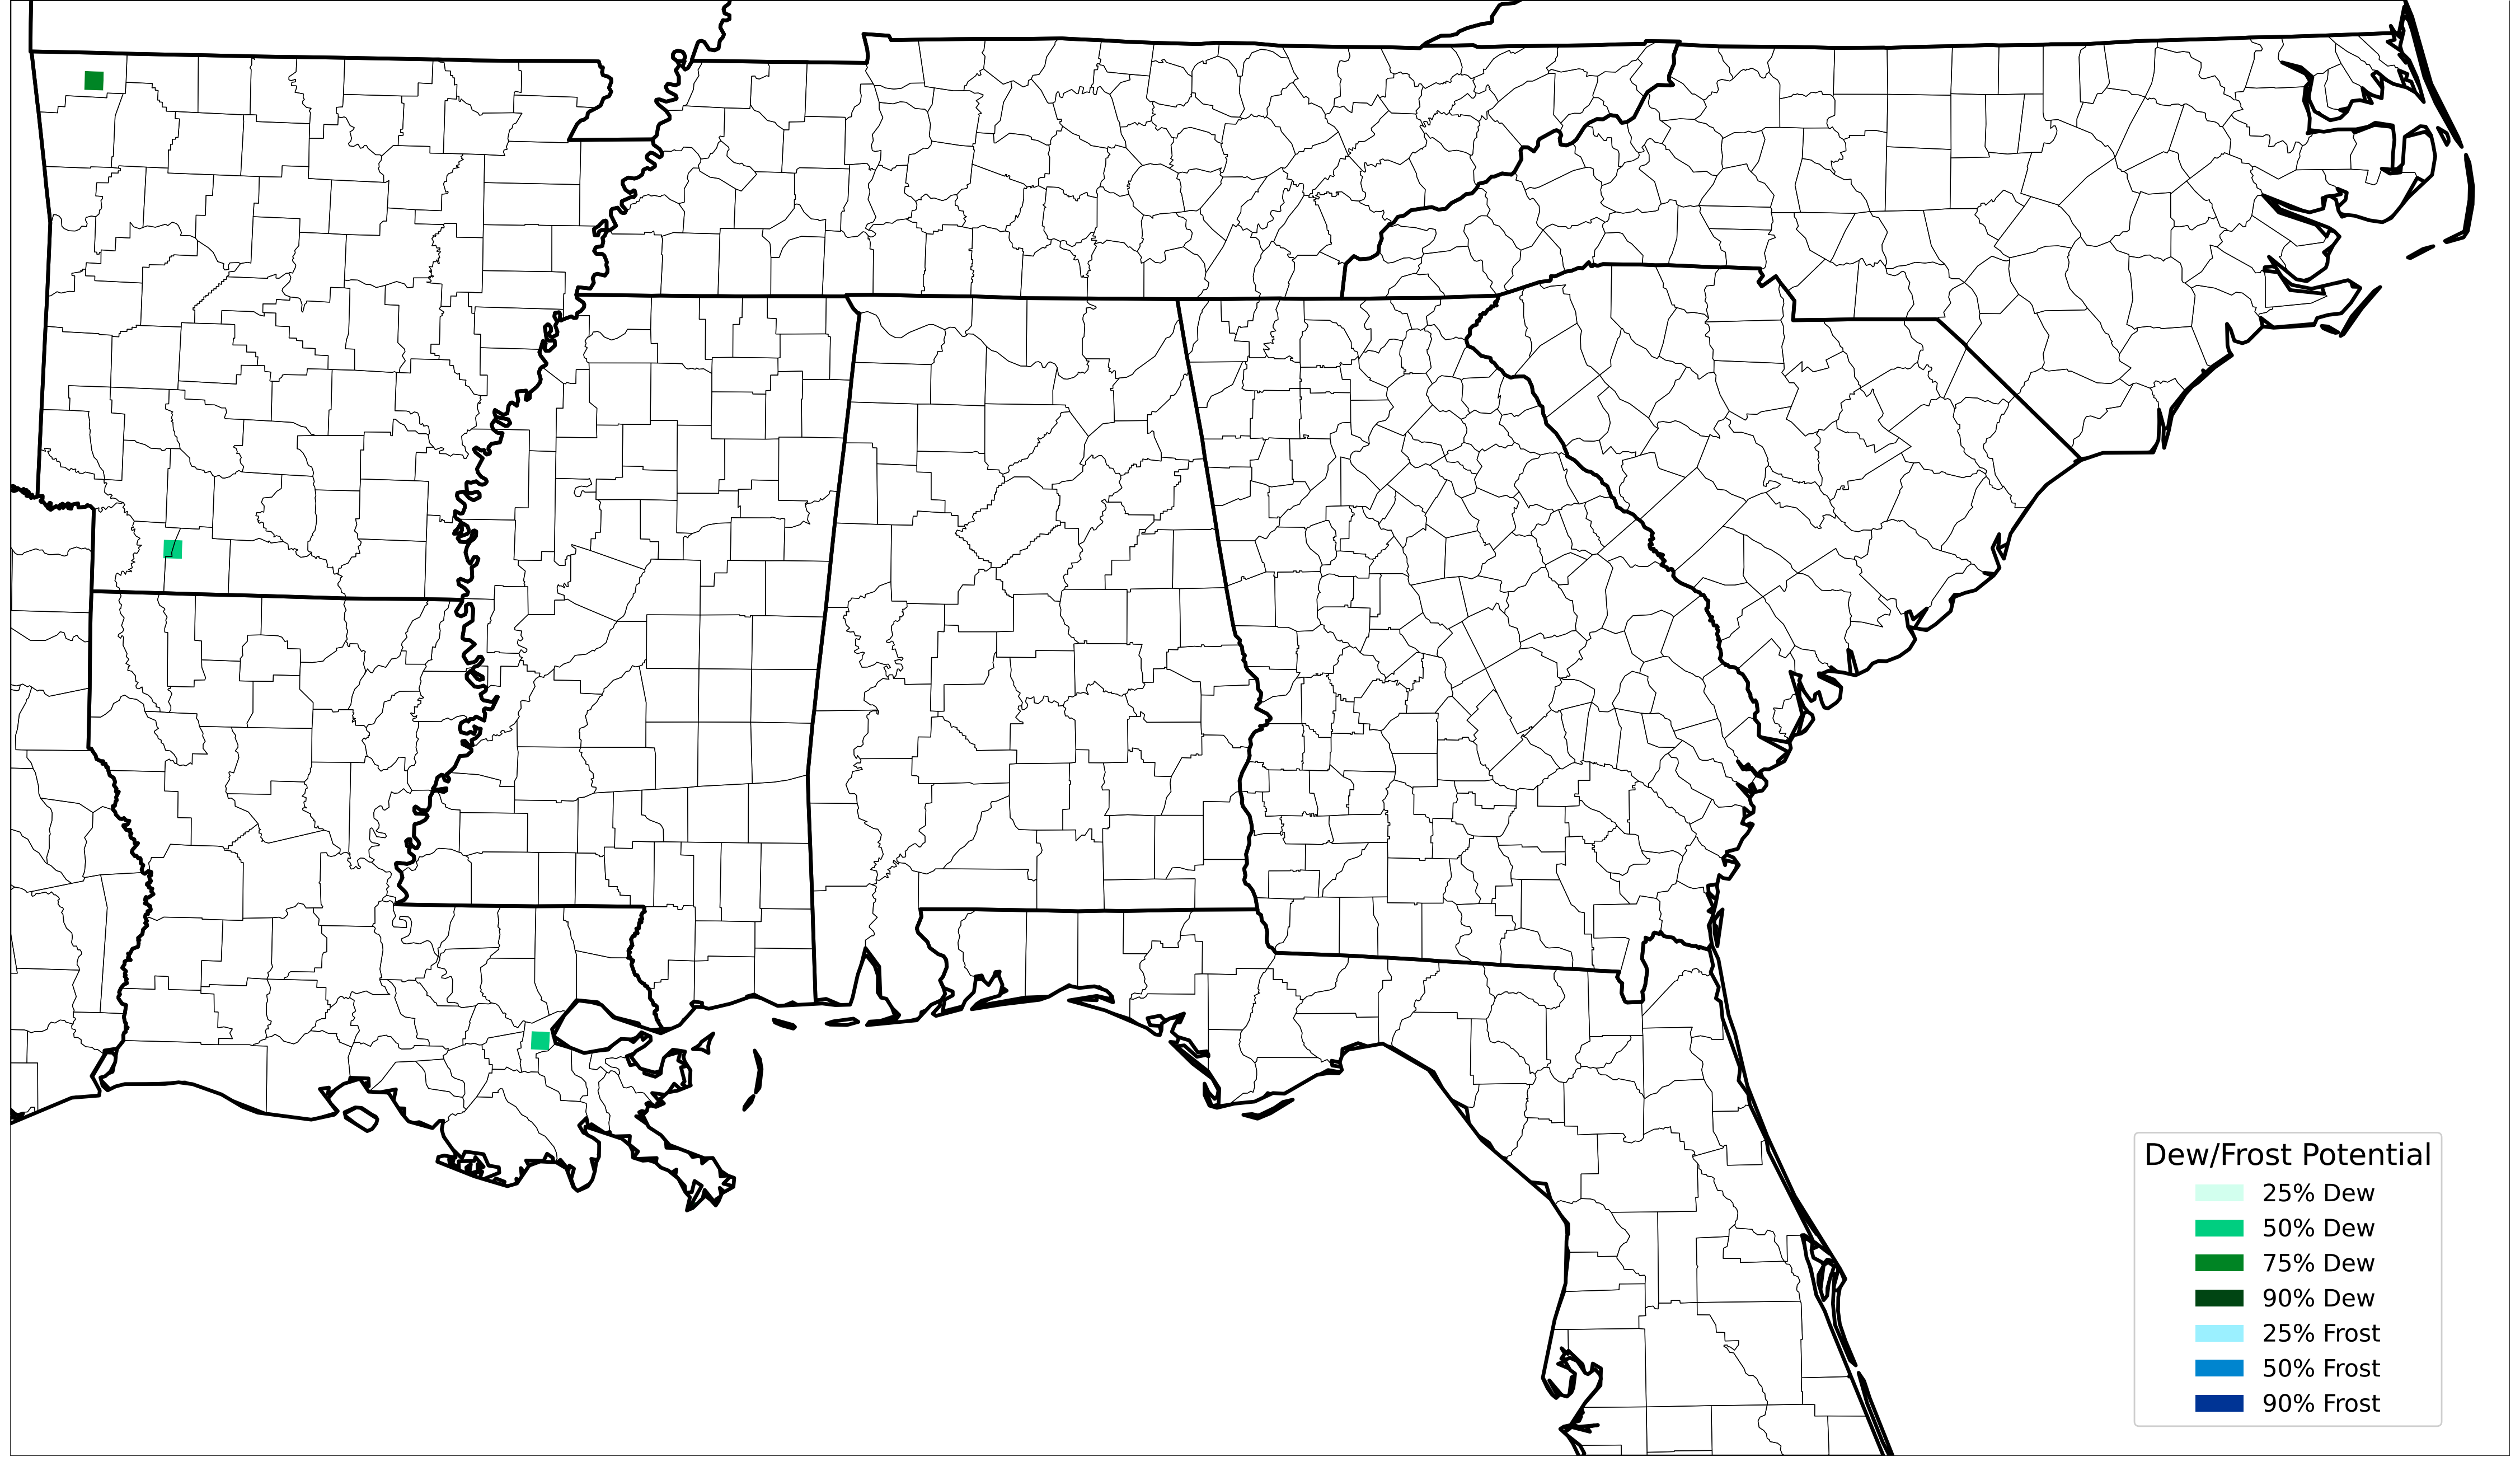 Dew/Frost Potential
25% Dew
50% Dew
75% Dew
90% Dew
25% Frost
50% Frost
90% Frost